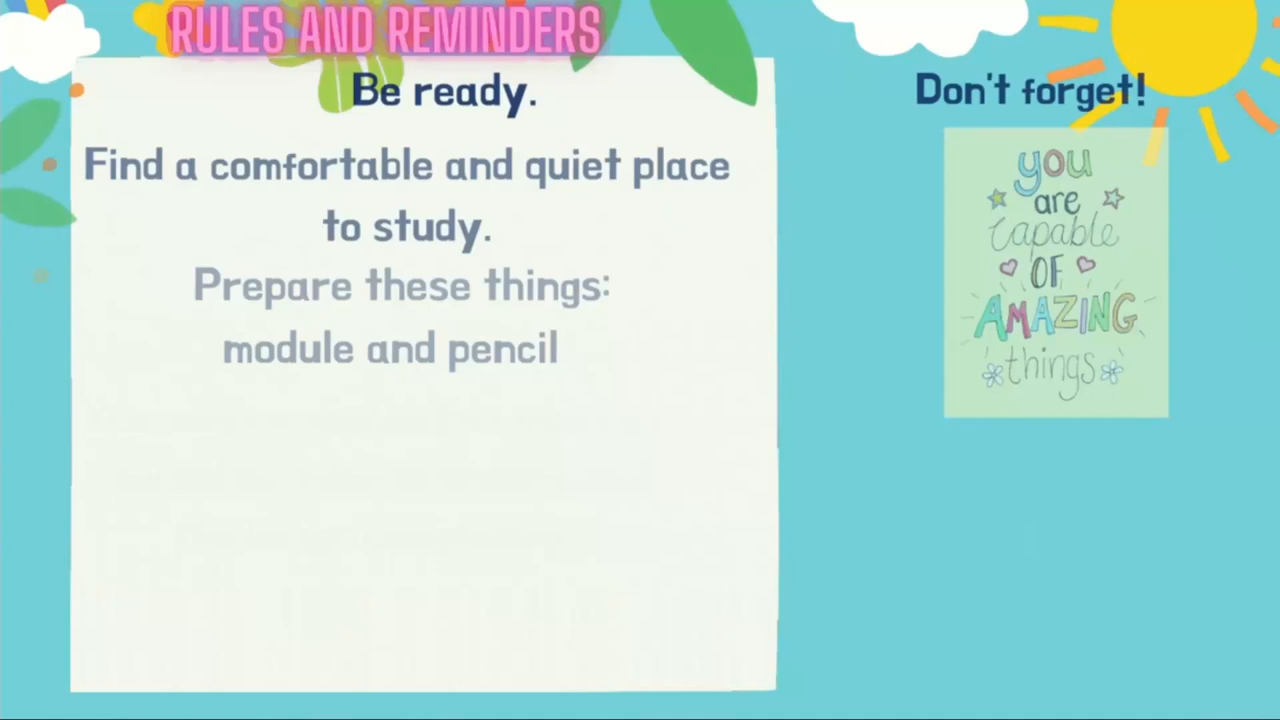 RULES AND REMINDERS
Be ready.
Find a comfortable and quiet place
to study.
Prepare these things:
module and pencil
Don't forget!
you
are
capable
OF
AMAZING
things